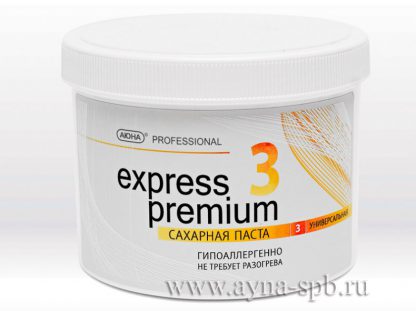 АЮНА® PROFESSIONAL
express 3
premium
САХАРНАЯ ПАСТА 3 УНИВЕРСАЛЬНАЯ
ГИПОАЛЛЕРГЕННО
НЕ ТРЕБУЕТ РАЗОГРЕВА
www.ayna-spb.ru